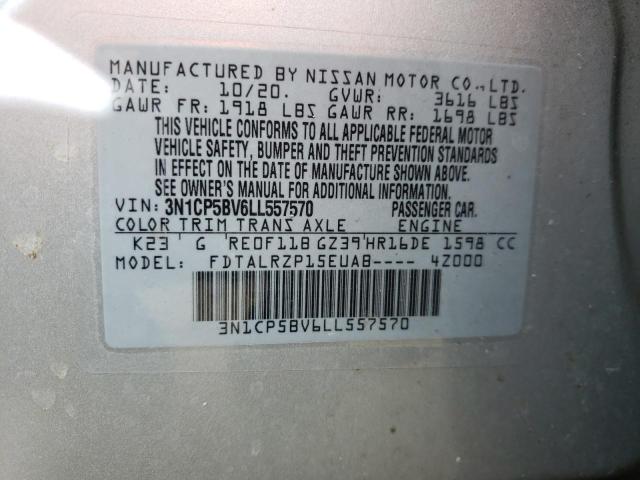 MANUFACTURED BY NISSAN MOTOR CO., LTD.
DATE: 10/20. GVWR: 3616 LBS
GAWR FR: 1918 LBS GAWR RR: 1698 LBS
THIS VEHICLE CONFORMS TO ALL APPLICABLE FEDERAL MOTOR
VEHICLE SAFETY, BUMPER AND THEFT PREVENTION STANDARDS
IN EFFECT ON THE DATE OF MANUFACTURE SHOWN ABOVE.
SEE OWNER'S MANUAL FOR ADDITIONAL INFORMATION.
VIN: 3N1CP5BV6LL557570 PASSENGER CAR.
COLOR TRIM TRANS AXLE ENGINE
K23 G RE0F11B GZ39 HR16DE 1598 CC
MODEL: FDTALRZP15EUAB---- 4Z000
3N1CP5BV6LL557570